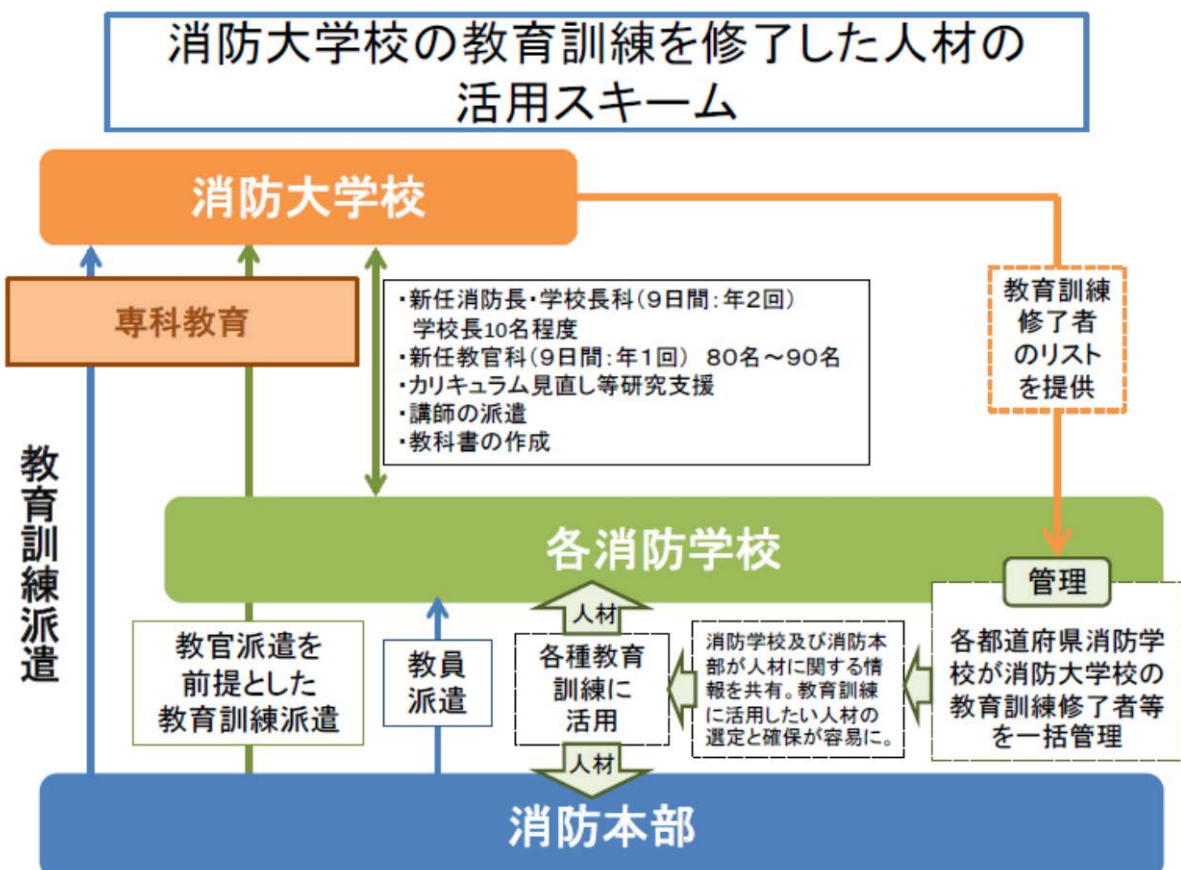 消防大学校の教育訓練を修了した人材の
活用スキーム
消防大学校
専科教育
・新任消防長・学校長科(9日間:年2回)
学校長10名程度
・新任教官科(9日間:年1回) 80名～90名
・カリキュラム見直し等研究支援
・講師の派遣
・教科書の作成
教育訓練
修了者
のリスト
を提供
教育訓練派遣
各消防学校
管理
各都道府県消防学
校が消防大学校の
教育訓練修了者等
を一括管理
消防学校及び消防本
部が人材に関する情
報を共有。教育訓練
に活用したい人材の
選定と確保が容易に。
人材
各種教育
訓練に
活用
人材
教員
派遣
教官派遣を
前提とした
教育訓練派遣
消防本部